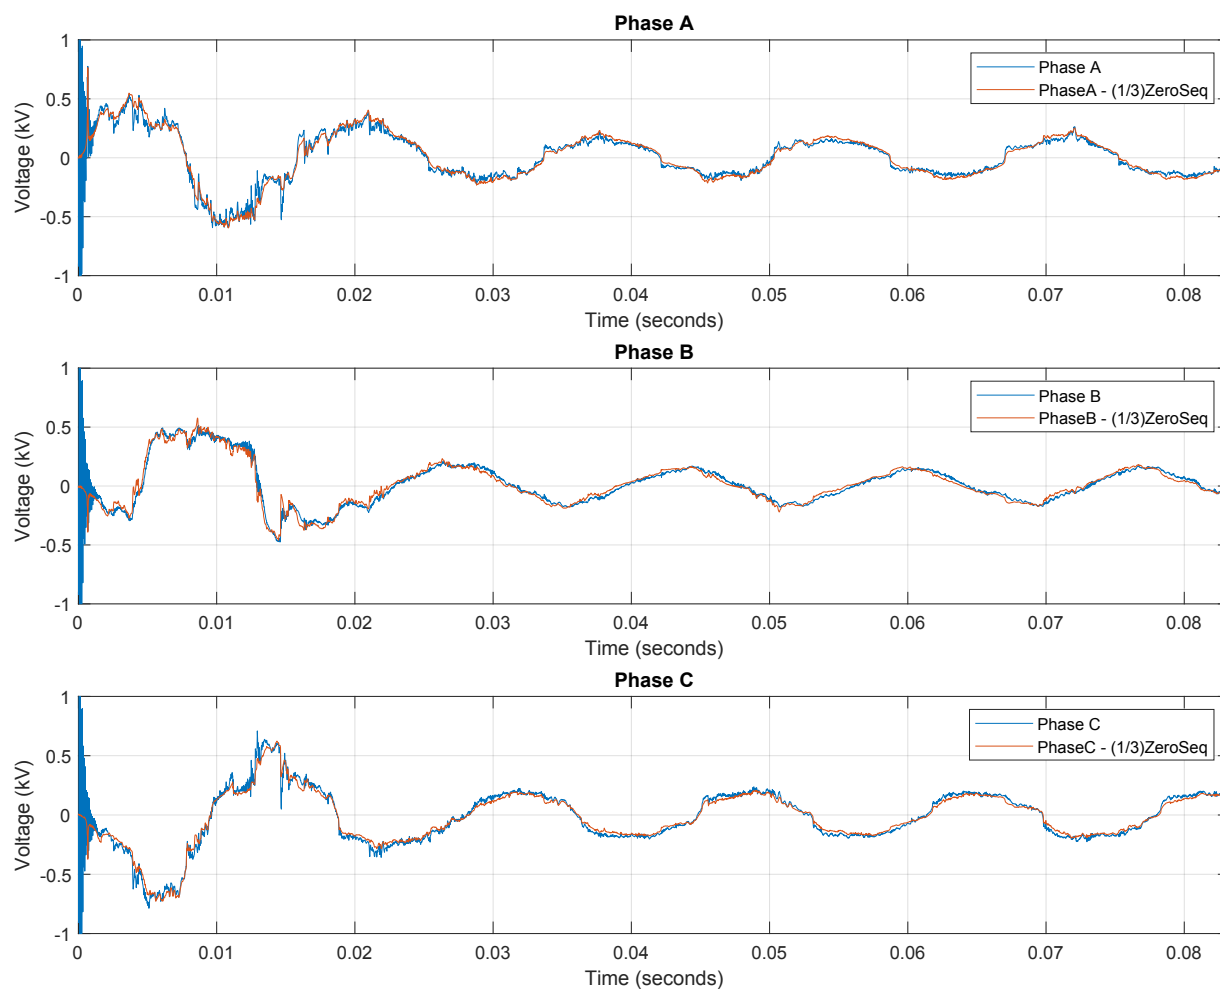 Phase A
1
0.5
0
-0.5
-1
Voltage (kV)
Phase A
PhaseA - (1/3)ZeroSeq
0 0.01 0.02 0.03 0.04 0.05 0.06 0.07 0.08
Time (seconds)
Phase B
1
0.5
0
-0.5
-1
Voltage (kV)
Phase B
PhaseB - (1/3)ZeroSeq
0 0.01 0.02 0.03 0.04 0.05 0.06 0.07 0.08
Time (seconds)
Phase C
1
0.5
0
-0.5
-1
Voltage (kV)
Phase C
PhaseC - (1/3)ZeroSeq
0 0.01 0.02 0.03 0.04 0.05 0.06 0.07 0.08
Time (seconds)